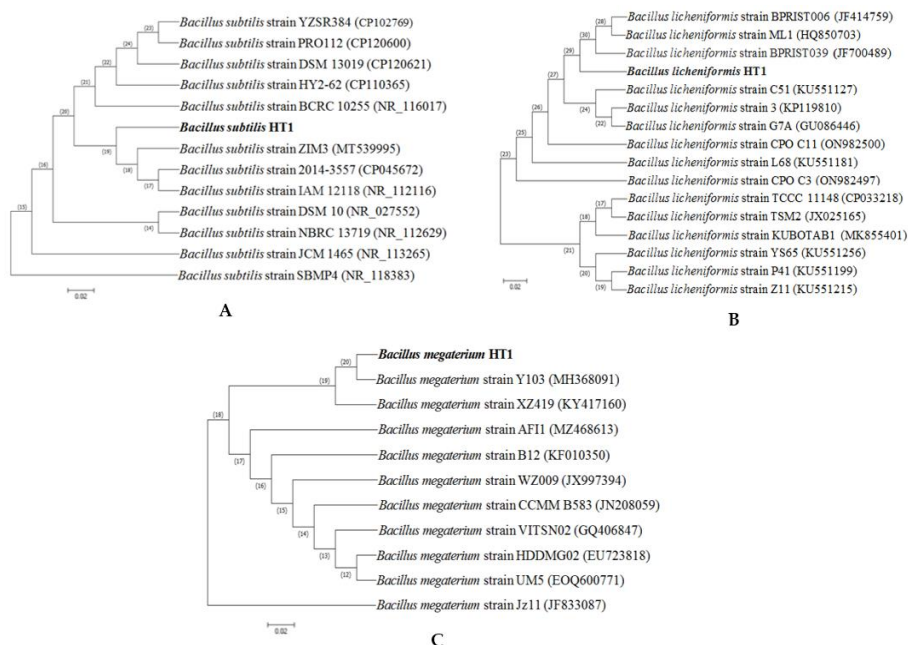 Bacillus subtilis strain YZSR384 (CP102769)
Bacillus subtilis strain PRO112 (CP120600)
Bacillus subtilis strain DSM 13019 (CP120621)
Bacillus subtilis strain HY2-62 (CP110365)
Bacillus subtilis strain BCRC 10255 (NR_116017)
Bacillus subtilis HT1
Bacillus subtilis strain ZIM3 (MT539995)
Bacillus subtilis strain 2014-3557 (CP045672)
Bacillus subtilis strain IAM 12118 (NR_112116)
Bacillus subtilis strain DSM 10 (NR_027552)
Bacillus subtilis strain NBRC 13719 (NR_112629)
Bacillus subtilis strain JCM 1465 (NR_113265)
Bacillus subtilis strain SBMP4 (NR_118383)
(23)
(24)
(22)
(21)
(20)
(19)
(18)
(17)
(16)
(14)
(15)
0.02
A
Bacillus licheniformis strain BPRIST006 (JF414759)
Bacillus licheniformis strain ML1 (HQ850703)
Bacillus licheniformis strain BPRIST039 (JF700489)
Bacillus licheniformis HT1
Bacillus licheniformis strain C51 (KU551127)
Bacillus licheniformis strain 3 (KP119810)
Bacillus licheniformis strain G7A (GU086446)
Bacillus licheniformis strain CPO C11 (ON982500)
Bacillus licheniformis strain L68 (KU551181)
Bacillus licheniformis strain CPO C3 (ON982497)
Bacillus licheniformis strain TCCC 11148 (CP033218)
Bacillus licheniformis strain TSM2 (JX025165)
Bacillus licheniformis strain KUBOTAB1 (MK855401)
Bacillus licheniformis strain YS65 (KU551256)
Bacillus licheniformis strain P41 (KU551199)
Bacillus licheniformis strain Z11 (KU551215)
(28)
(30)
(29)
(27)
(24)
(22)
(26)
(25)
(23)
(17)
(18)
(21)
(20)
(19)
0.02
B
Bacillus megaterium HT1
Bacillus megaterium strain Y103 (MH368091)
Bacillus megaterium strain XZ419 (KY417160)
Bacillus megaterium strain AFI1 (MZ468613)
Bacillus megaterium strain B12 (KF010350)
Bacillus megaterium strain WZ009 (JX997394)
Bacillus megaterium strain CCMM B583 (JN208059)
Bacillus megaterium strain VITSN02 (GQ406847)
Bacillus megaterium strain HDDMG02 (EU723818)
Bacillus megaterium strain UM5 (EOQ600771)
Bacillus megaterium strain Jz11 (JF833087)
(20)
(19)
(18)
(17)
(16)
(15)
(14)
(13)
(12)
0.02
C